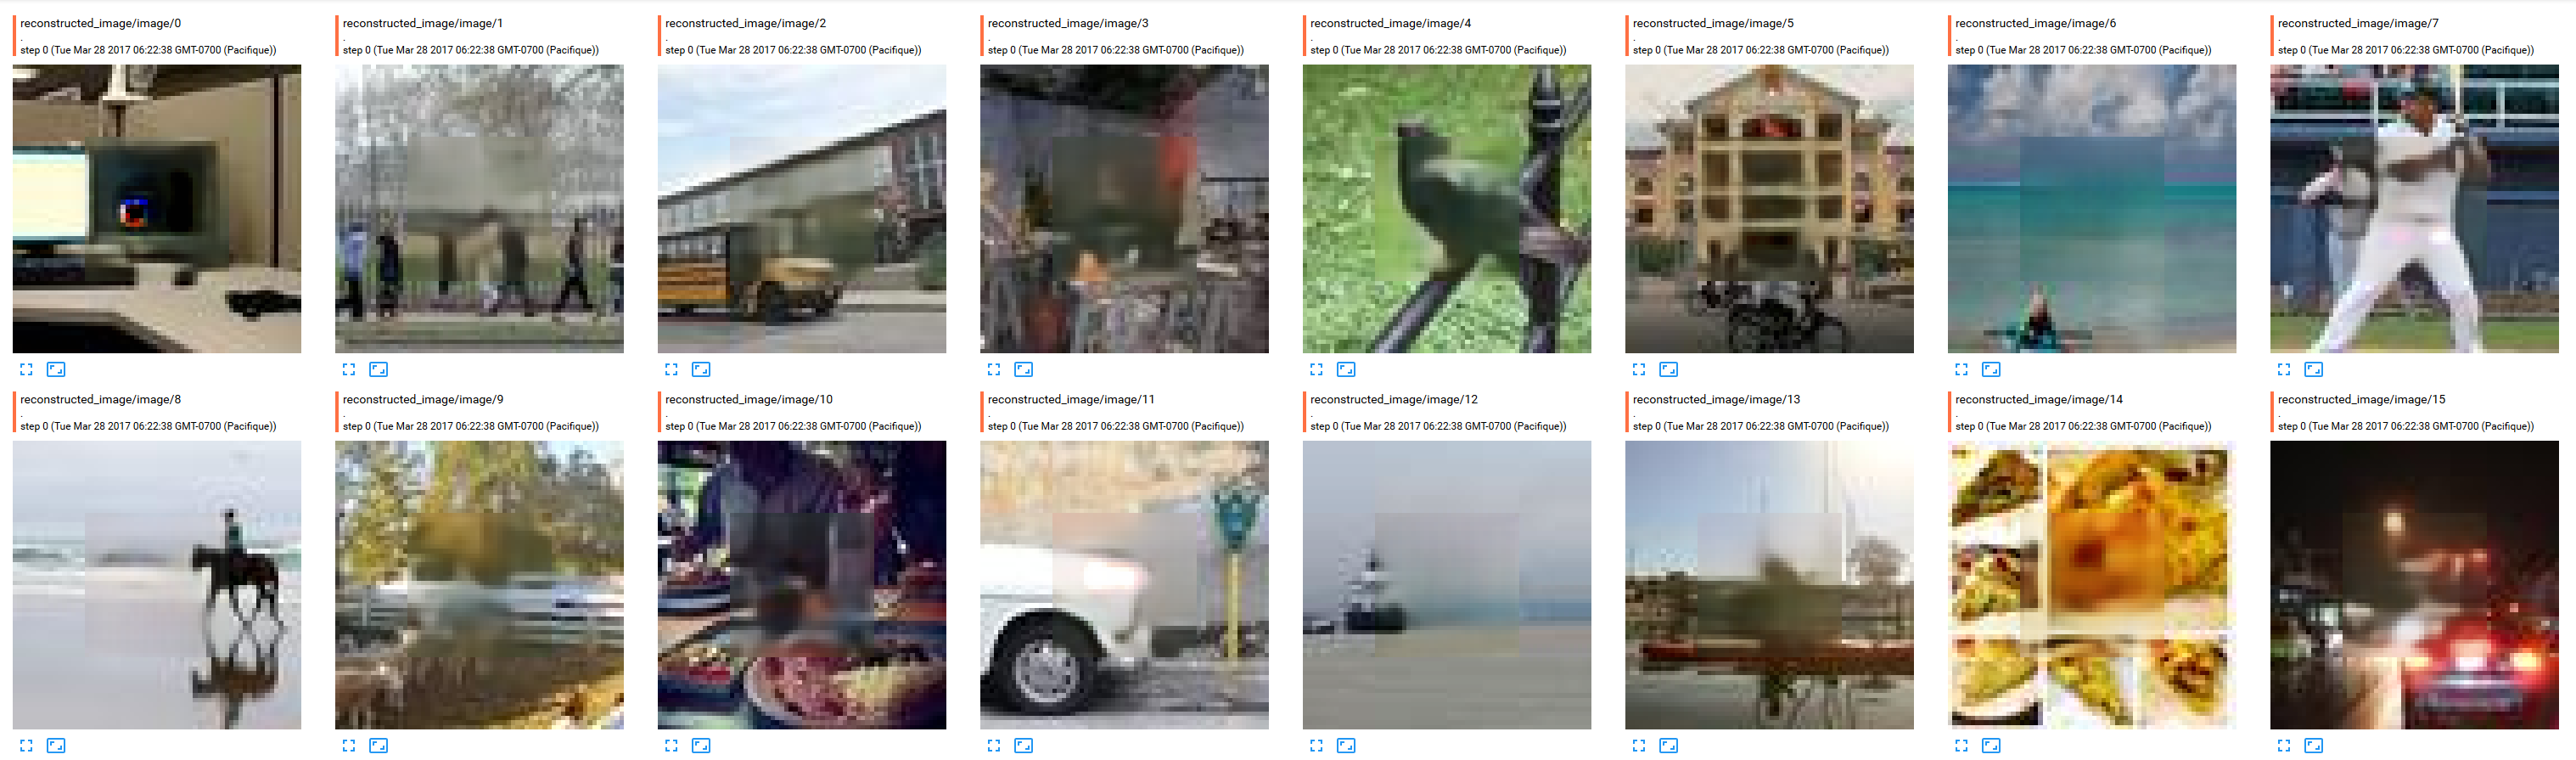 reconstructed_image/image/0
.
step 0 (Tue Mar 28 2017 06:22:38 GMT-0700 (Pacifique))
reconstructed_image/image/1
.
step 0 (Tue Mar 28 2017 06:22:38 GMT-0700 (Pacifique))
reconstructed_image/image/2
.
step 0 (Tue Mar 28 2017 06:22:38 GMT-0700 (Pacifique))
reconstructed_image/image/3
.
step 0 (Tue Mar 28 2017 06:22:38 GMT-0700 (Pacifique))
reconstructed_image/image/4
.
step 0 (Tue Mar 28 2017 06:22:38 GMT-0700 (Pacifique))
reconstructed_image/image/5
.
step 0 (Tue Mar 28 2017 06:22:38 GMT-0700 (Pacifique))
reconstructed_image/image/6
.
step 0 (Tue Mar 28 2017 06:22:38 GMT-0700 (Pacifique))
reconstructed_image/image/7
.
step 0 (Tue Mar 28 2017 06:22:38 GMT-0700 (Pacifique))
reconstructed_image/image/8
.
step 0 (Tue Mar 28 2017 06:22:38 GMT-0700 (Pacifique))
reconstructed_image/image/9
.
step 0 (Tue Mar 28 2017 06:22:38 GMT-0700 (Pacifique))
reconstructed_image/image/10
.
step 0 (Tue Mar 28 2017 06:22:38 GMT-0700 (Pacifique))
reconstructed_image/image/11
.
step 0 (Tue Mar 28 2017 06:22:38 GMT-0700 (Pacifique))
reconstructed_image/image/12
.
step 0 (Tue Mar 28 2017 06:22:38 GMT-0700 (Pacifique))
reconstructed_image/image/13
.
step 0 (Tue Mar 28 2017 06:22:38 GMT-0700 (Pacifique))
reconstructed_image/image/14
.
step 0 (Tue Mar 28 2017 06:22:38 GMT-0700 (Pacifique))
reconstructed_image/image/15
.
step 0 (Tue Mar 28 2017 06:22:38 GMT-0700 (Pacifique))